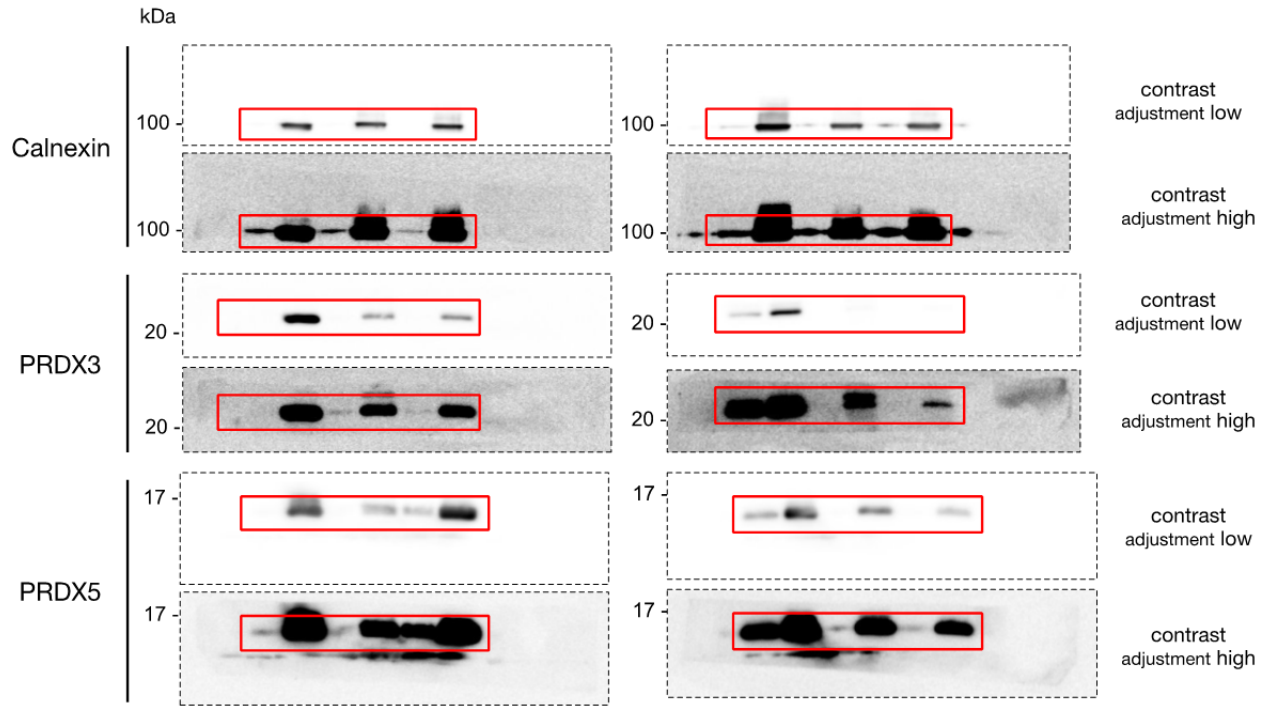 kDa
Calnexin
100 -
100 -
contrast
adjustment low
100 -
100 -
contrast
adjustment high
PRDX3
20 -
20 -
contrast
adjustment low
20 -
20 -
contrast
adjustment high
PRDX5
17 -
17 -
contrast
adjustment low
17 -
17 -
contrast
adjustment high